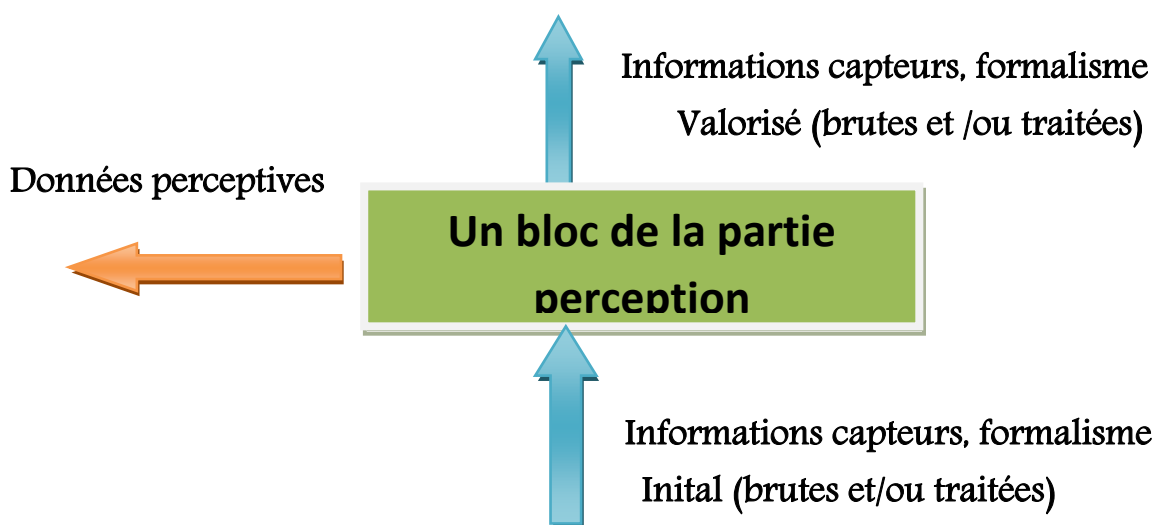 Informations capteurs, formalisme
Valorisé (brutes et /ou traitées)
Données perceptives
Un bloc de la partie
perception
Informations capteurs, formalisme
Inital (brutes et/ou traitées)